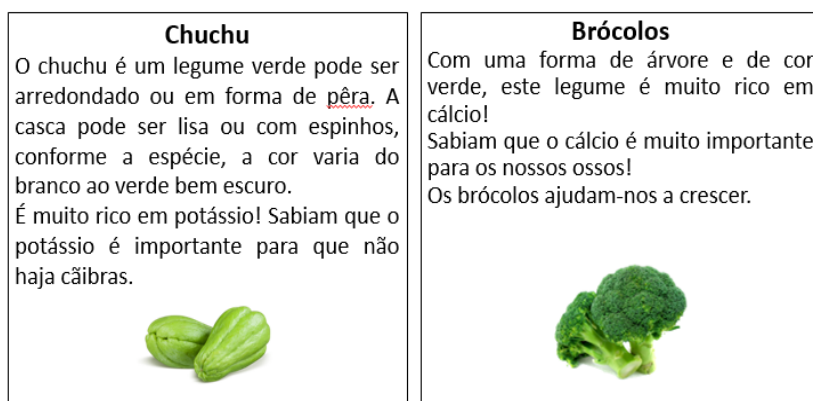 Chuchu
O chuchu é um legume verde pode ser
arredondado ou em forma de pêra. A
casca pode ser lisa ou com espinhos,
conforme a espécie, a cor varia do
branco ao verde bem escuro.
É muito rico em potássio! Sabiam que o
potássio é importante para que não
haja cãibras.
Brócolos
Com uma forma de árvore e de cor
verde, este legume é muito rico em
cálcio!
Sabiam que o cálcio é muito importante
para os nossos ossos!
Os brócolos ajudam-nos a crescer.